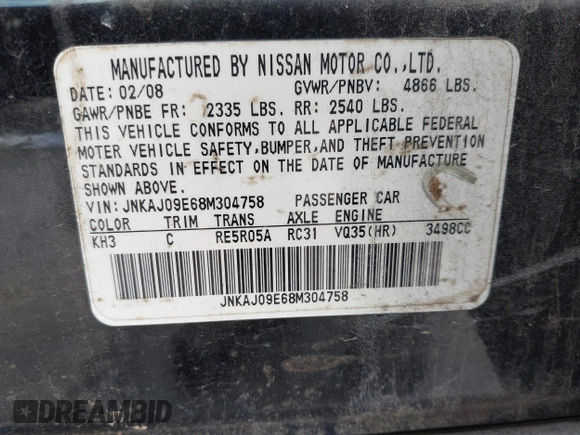 MANUFACTURED BY NISSAN MOTOR CO.,LTD.
DATE: 02/08 GVWR/PNBV: 4866 LBS.
GAWR/PNBE FR: 2335 LBS. RR: 2540 LBS.
THIS VEHICLE CONFORMS TO ALL APPLICABLE FEDERAL
MOTOR VEHICLE SAFETY,BUMPER,AND THEFT PREVENTION
STANDARDS IN EFFECT ON THE DATE OF MANUFACTURE
SHOWN ABOVE.
VIN: JNKAJ09E68M304758 PASSENGER CAR
COLOR TRIM TRANS AXLE ENGINE
KH3 C RE5R05A RC31 VQ35(HR) 3498CC
JNKAJ09E68M304758
DREAMBID